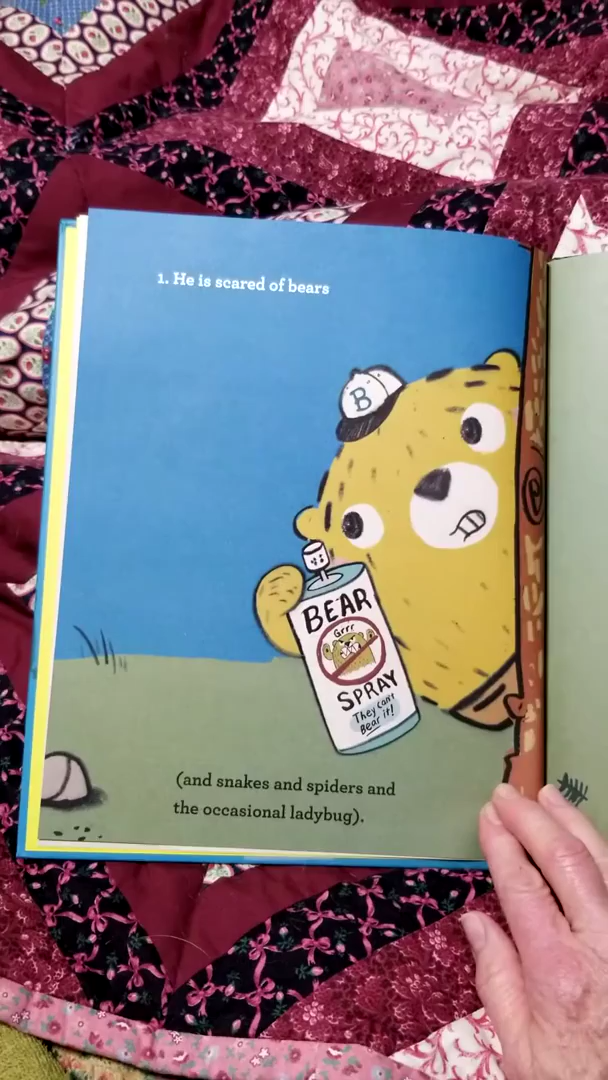 1. He is scared of bears
B
BEAR
Grrr
SPRAY
They can't
Bear it!
(and snakes and spiders and
the occasional ladybug).